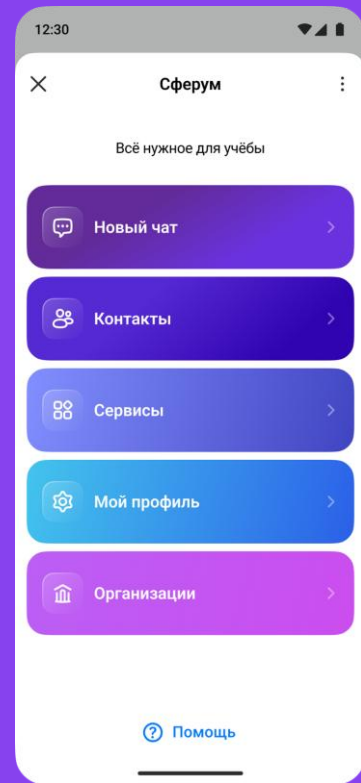 12:30
Сферум
Всё нужное для учёбы
Новый чат
Контакты
Сервисы
Мой профиль
Организации
Помощь